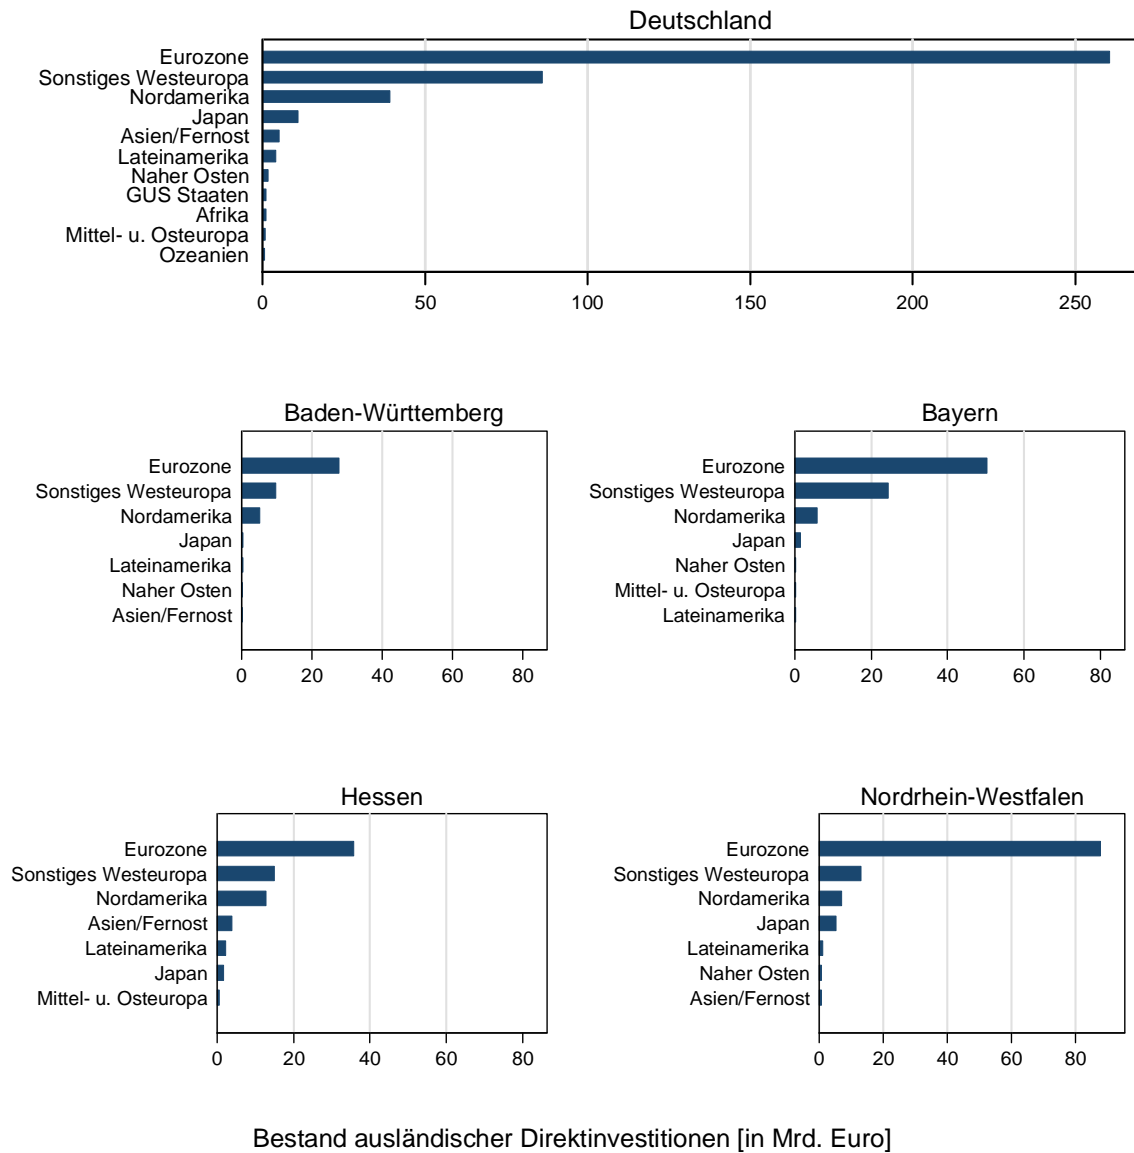 Deutschland
Eurozone
Sonstiges Westeuropa
Nordamerika
Japan
Asien/Fernost
Lateinamerika
Naher Osten
GUS Staaten
Afrika
Mittel- u. Osteuropa
Ozeanien
0 50 100 150 200 250
Baden-Württemberg
Eurozone
Sonstiges Westeuropa
Nordamerika
Japan
Lateinamerika
Naher Osten
Asien/Fernost
0 20 40 60 80
Bayern
Eurozone
Sonstiges Westeuropa
Nordamerika
Japan
Naher Osten
Mittel- u. Osteuropa
Lateinamerika
0 20 40 60 80
Hessen
Eurozone
Sonstiges Westeuropa
Nordamerika
Asien/Fernost
Lateinamerika
Japan
Mittel- u. Osteuropa
0 20 40 60 80
Nordrhein-Westfalen
Eurozone
Sonstiges Westeuropa
Nordamerika
Japan
Lateinamerika
Naher Osten
Asien/Fernost
0 20 40 60 80
Bestand ausländischer Direktinvestitionen [in Mrd. Euro]